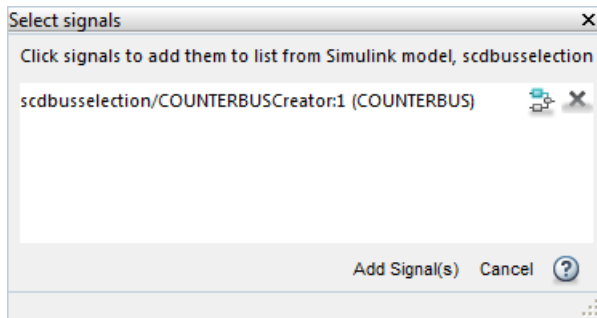 Select signals
Click signals to add them to list from Simulink model, scdbusselection
scdbusselection/COUNTERBUSCreator:1 (COUNTERBUS)
Add Signal(s) Cancel ?